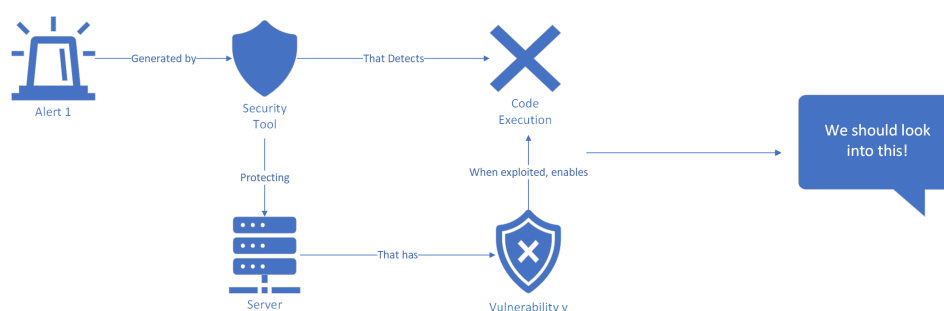 Generated by
That Detects
Alert 1
Security
Tool
Code
Execution
We should look
into this!
Protecting
When exploited, enables
That has
Server
Vulnerability y